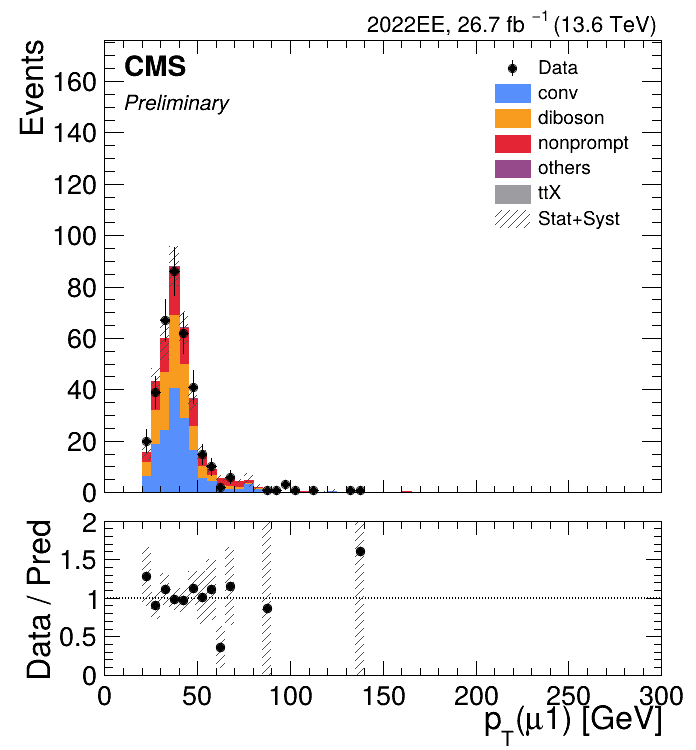 2022EE, 26.7 fb⁻¹ (13.6 TeV)
Events
CMS
Preliminary
Data
conv
diboson
nonprompt
others
ttX
Stat+Syst
160
140
120
100
80
60
40
20
0
Data / Pred
2
1.5
1
0.5
0
0 50 100 150 200 250 300
p_T(μ1) [GeV]